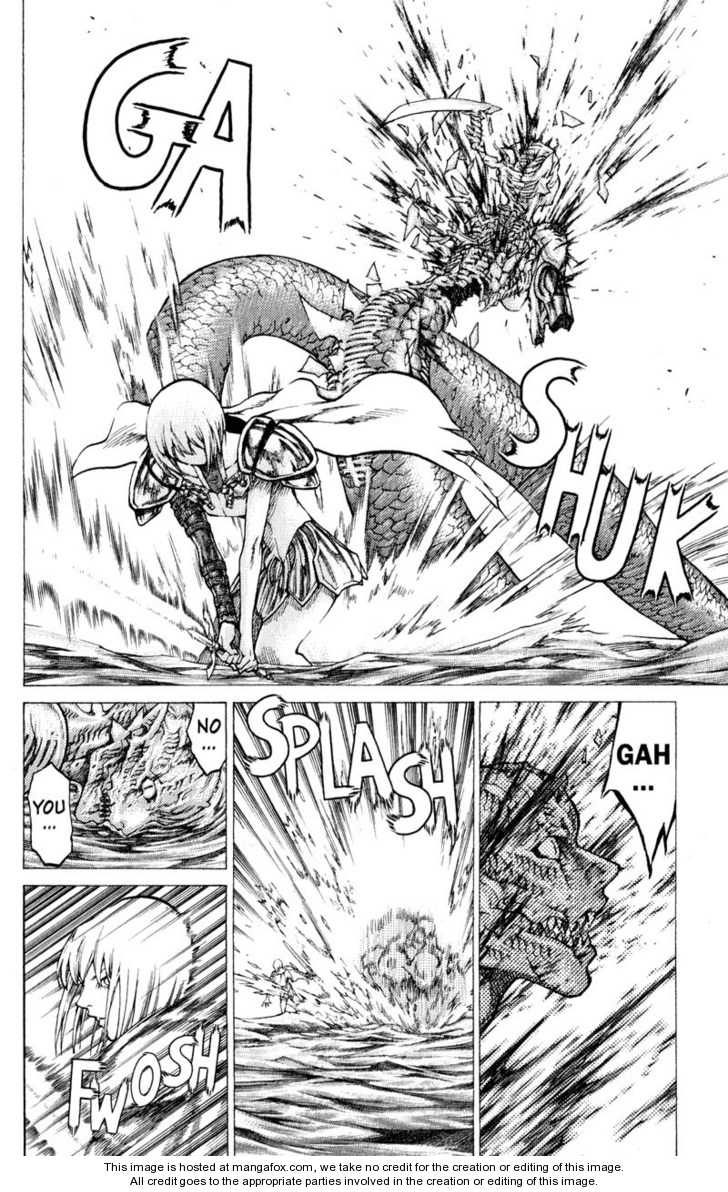 GA
SHUK
GAH
...
SPLASH
NO
...
YOU
...
FWOSH
This image is hosted at mangafox.com, we take no credit for the creation or editing of this image.
All credit goes to the appropriate parties involved in the creation or editing of this image.